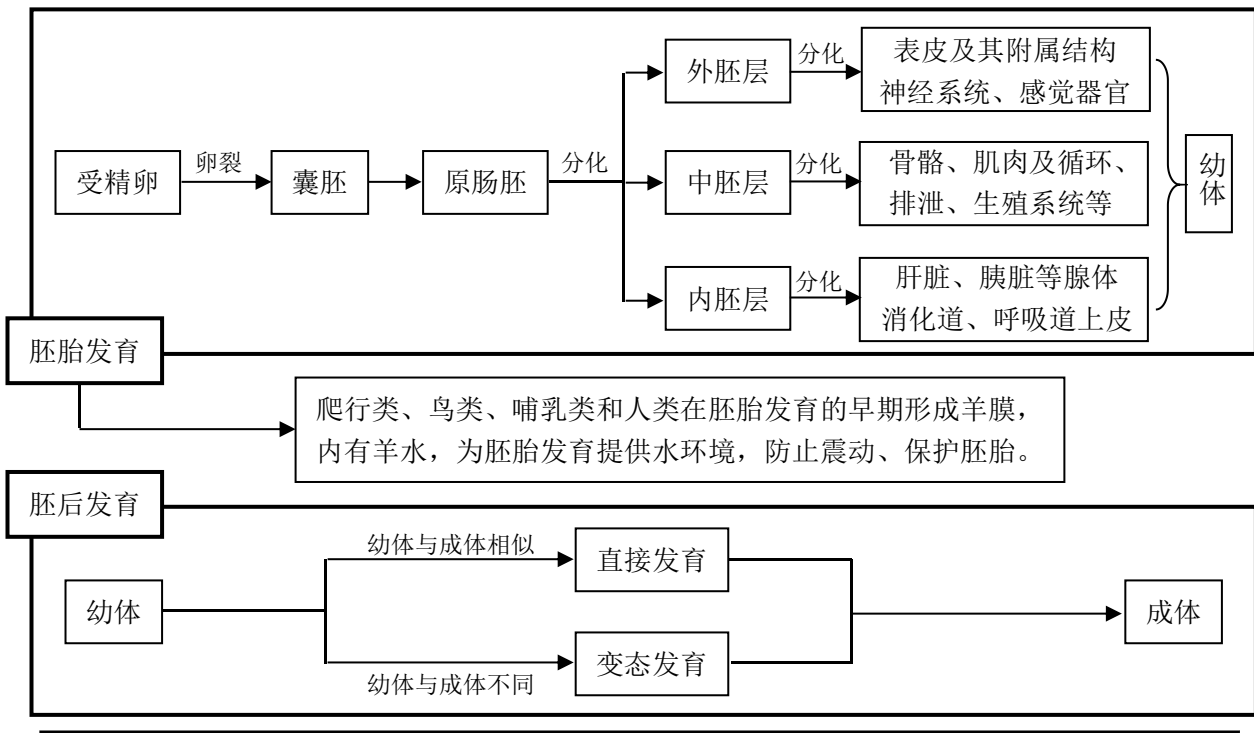 外胚层
分化
表皮及其附属结构
神经系统、感觉器官
受精卵
卵裂
囊胚
原肠胚
分化
中胚层
分化
骨骼、肌肉及循环、
排泄、生殖系统等
幼体
内胚层
分化
肝脏、胰脏等腺体
消化道、呼吸道上皮
胚胎发育
爬行类、鸟类、哺乳类和人类在胚胎发育的早期形成羊膜，
内有羊水，为胚胎发育提供水环境，防止震动、保护胚胎。
胚后发育
幼体
幼体与成体相似
直接发育
幼体与成体不同
变态发育
成体